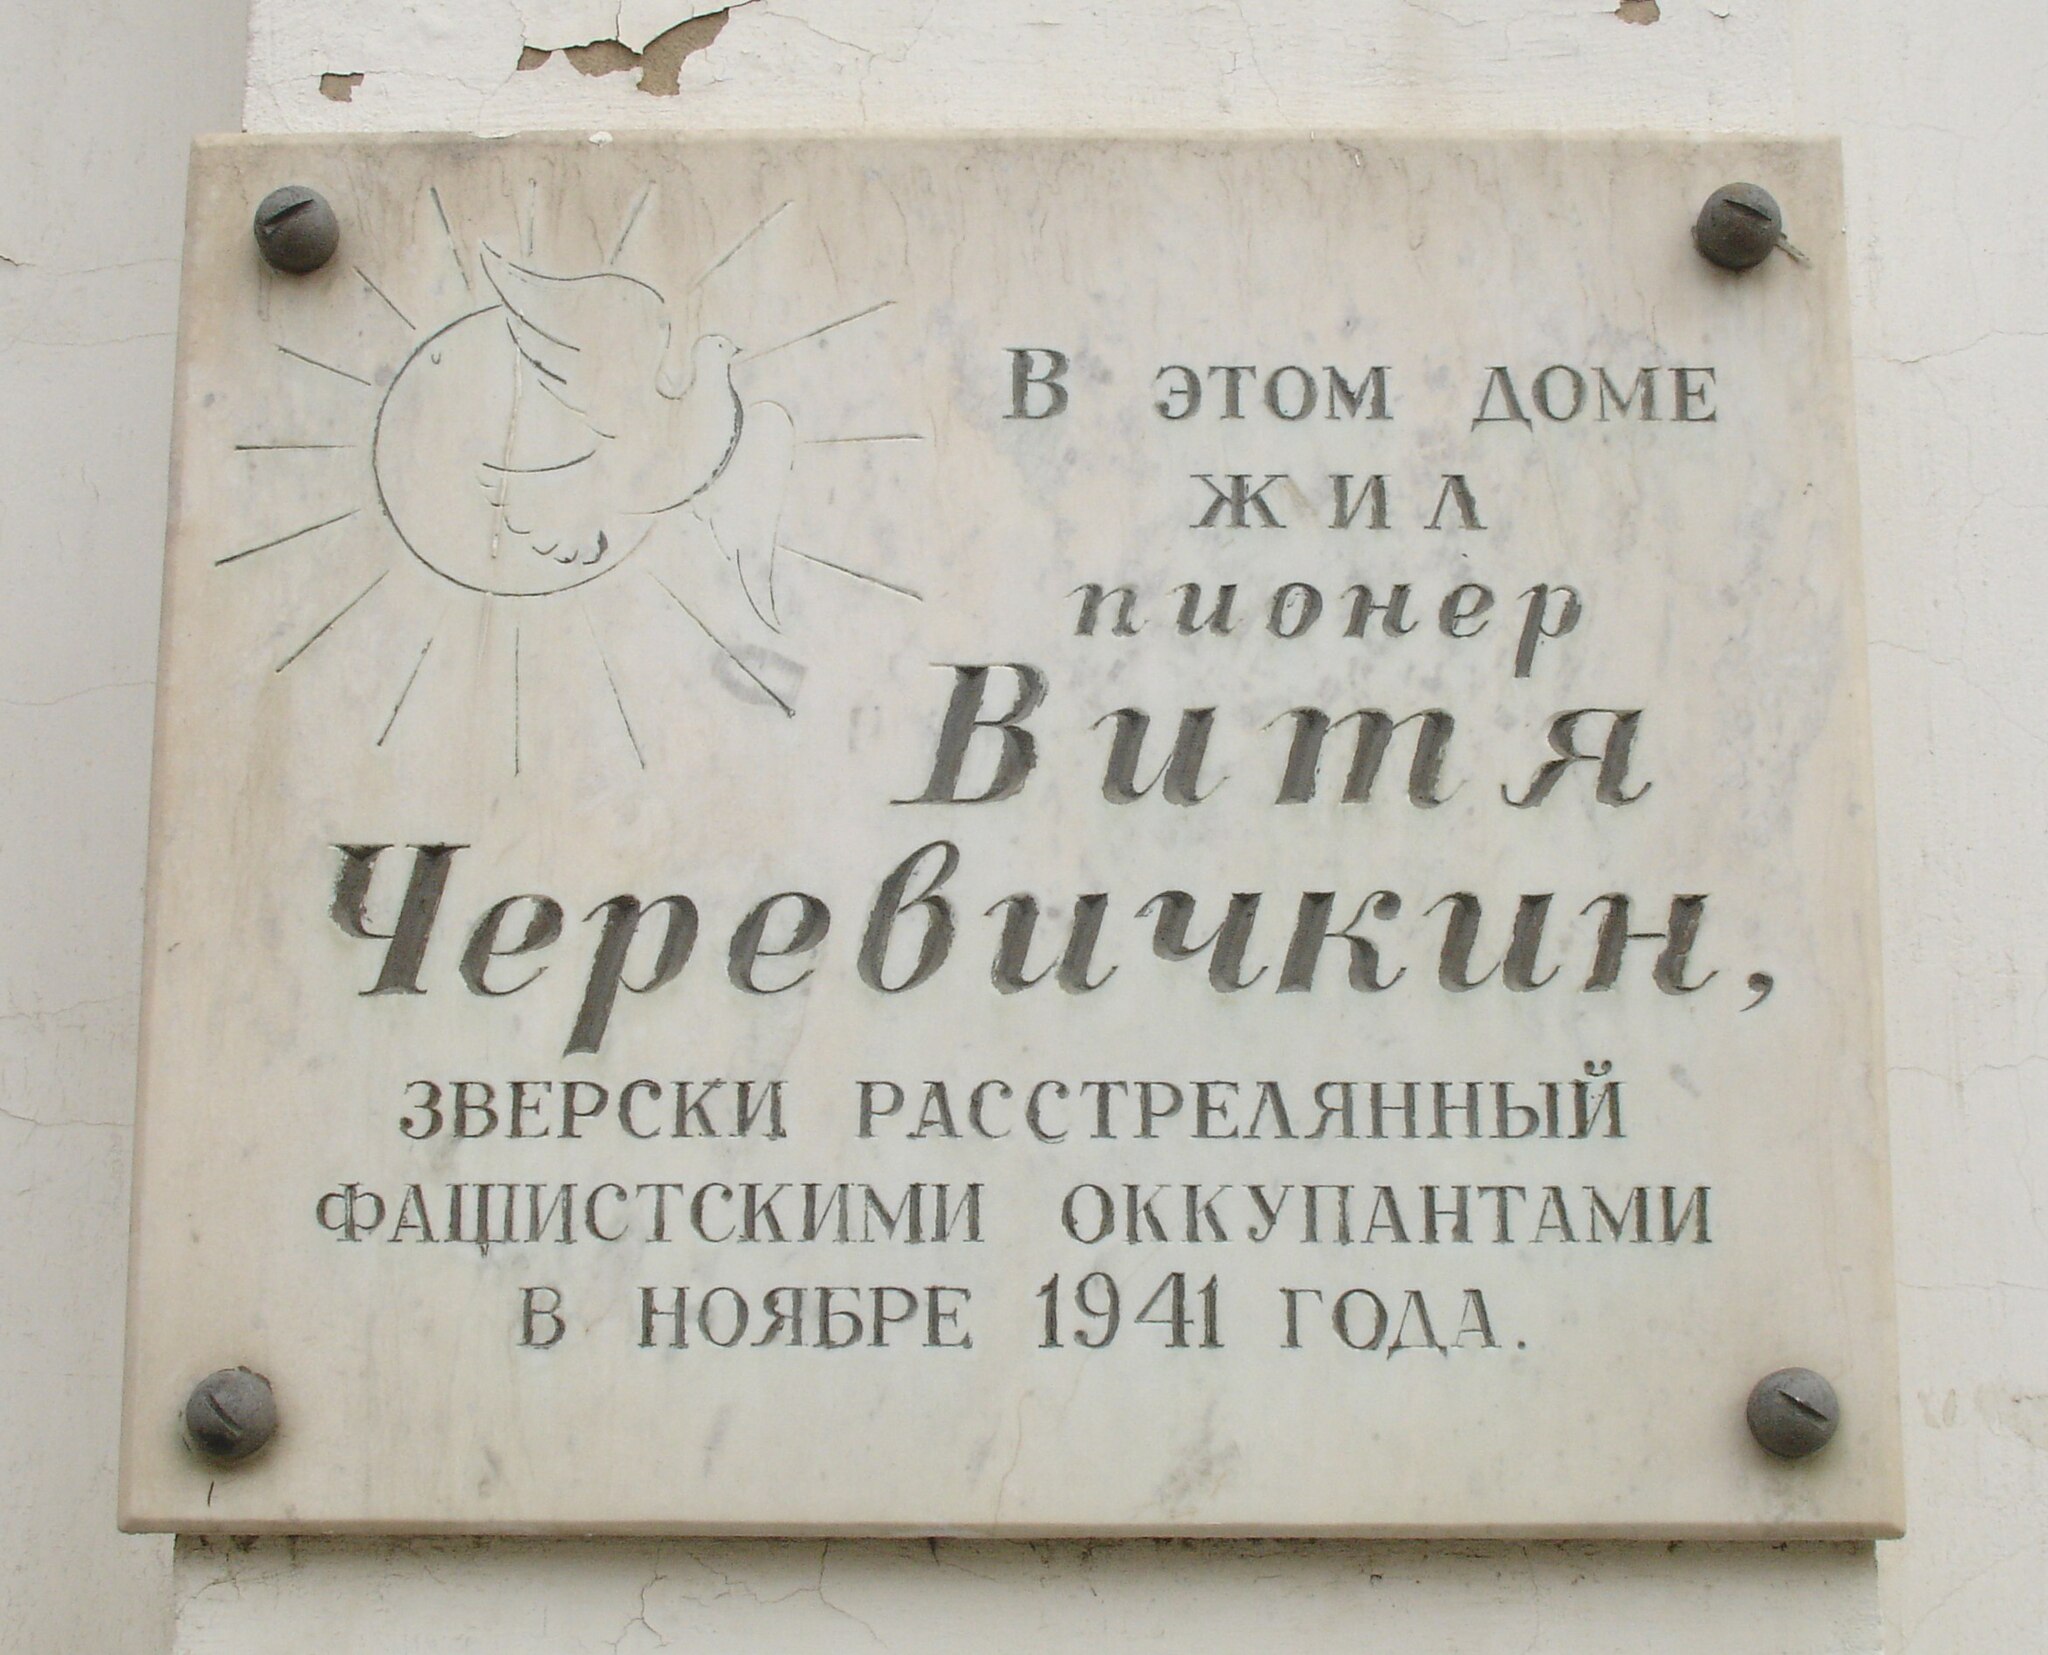 В ЭТОМ ДОМЕ
ЖИЛ
пионер
Витя
Черевичкин,
ЗВЕРСКИ РАССТРЕЛЯННЫЙ
ФАШИСТСКИМИ ОККУПАНТАМИ
В НОЯБРЕ 1941 ГОДА.